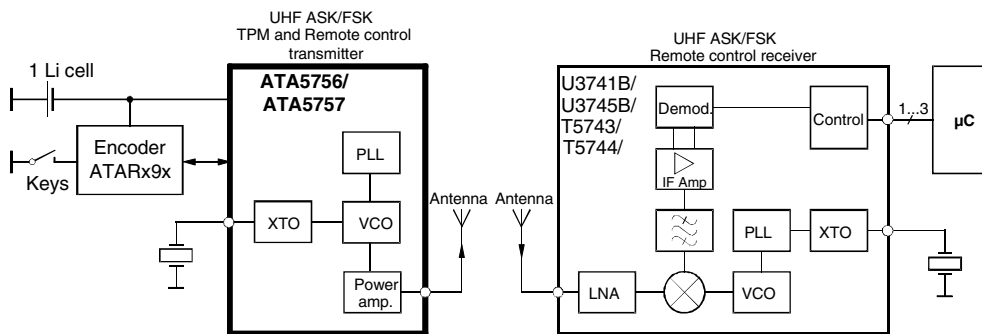 UHF ASK/FSK
TPM and Remote control
transmitter
1 Li cell
ATA5756/
ATA5757
Encoder
ATARx9x
Keys
PLL
XTO
VCO
Power
amp.
Antenna
Antenna
UHF ASK/FSK
Remote control receiver
U3741B/
U3745B/
T5743/
T5744/
Demod.
Control
1...3
µC
IF Amp
PLL
XTO
LNA
VCO